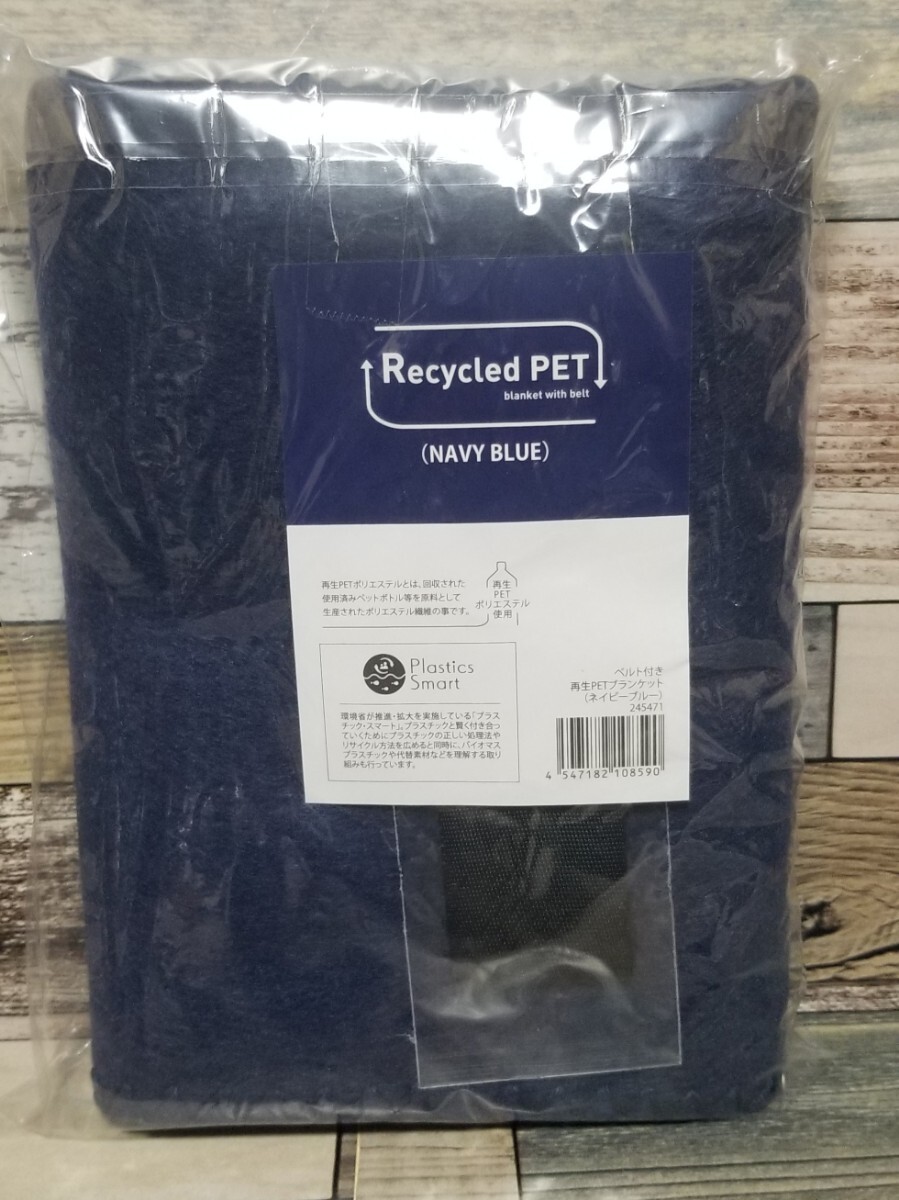 Recycled PET
blanket with belt
（NAVY BLUE）
再生PETポリエステルとは、回収された
使用済みペットボトル等を原料として
生産されたポリエステル繊維の事です。
再生
PET
ポリエステル
使用
Plastics
Smart
環境省が推進・拡大を実施している「プラス
チック・スマート」。プラスチックと賢く付き合っ
ていくためにプラスチックの正しい処理法や
リサイクル方法を広めると同時に、バイオマス
プラスチックや代替素材などを理解する取り
組みも行っています。
ベルト付き
再生PETブランケット
（ネイビーブルー）
245471
4 547182 108590